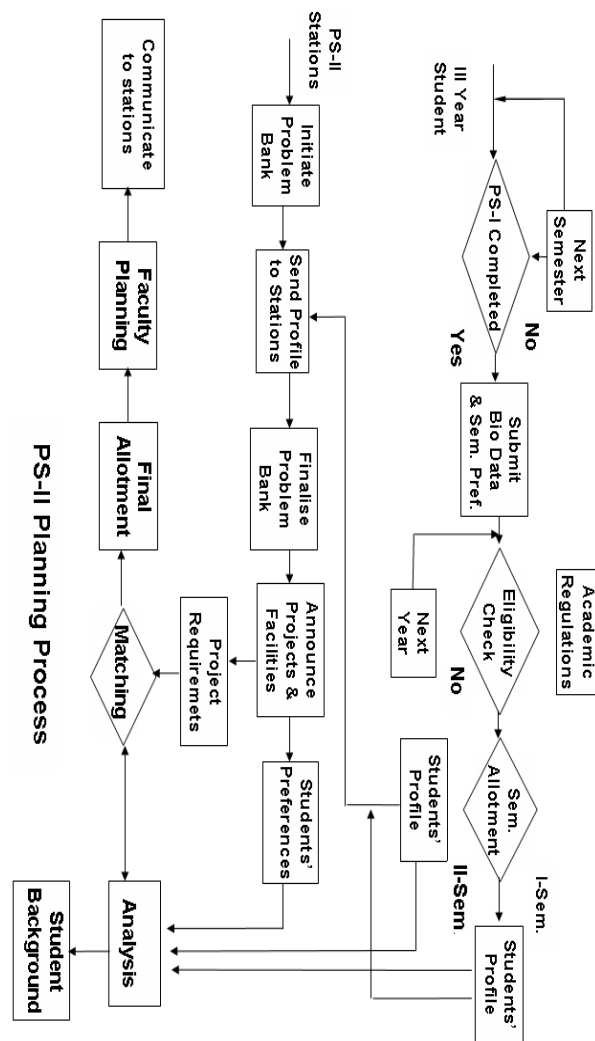 III Year
Student
Next
Semester
PS-I Completed
No
Yes
Submit
Bio Data
& Sem. Pref.
Academic
Regulations
Eligibility
Check
Next
Year
No
Sem.
Allotment
I-Sem.
II-Sem.
Students'
Profile
Students'
Profile
PS-II
Stations
Initiate
Problem
Bank
Send Profile
to Stations
Finalise
Problem
Bank
Announce
Projects &
Facilities
Students'
Preferences
Project
Requiremets
Communicate
to stations
Faculty
Planning
Final
Allotment
Matching
Analysis
Student
Background
PS-II Planning Process